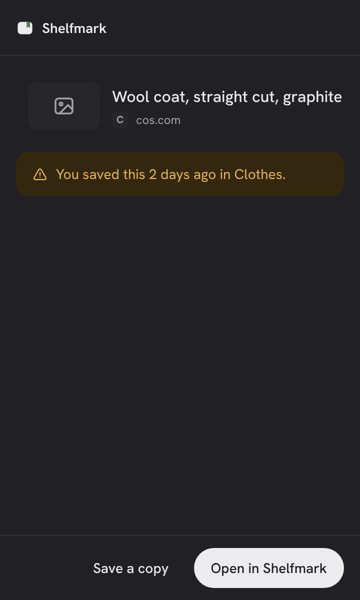 Shelfmark
Wool coat, straight cut, graphite
C cos.com
You saved this 2 days ago in Clothes.
Save a copy
Open in Shelfmark